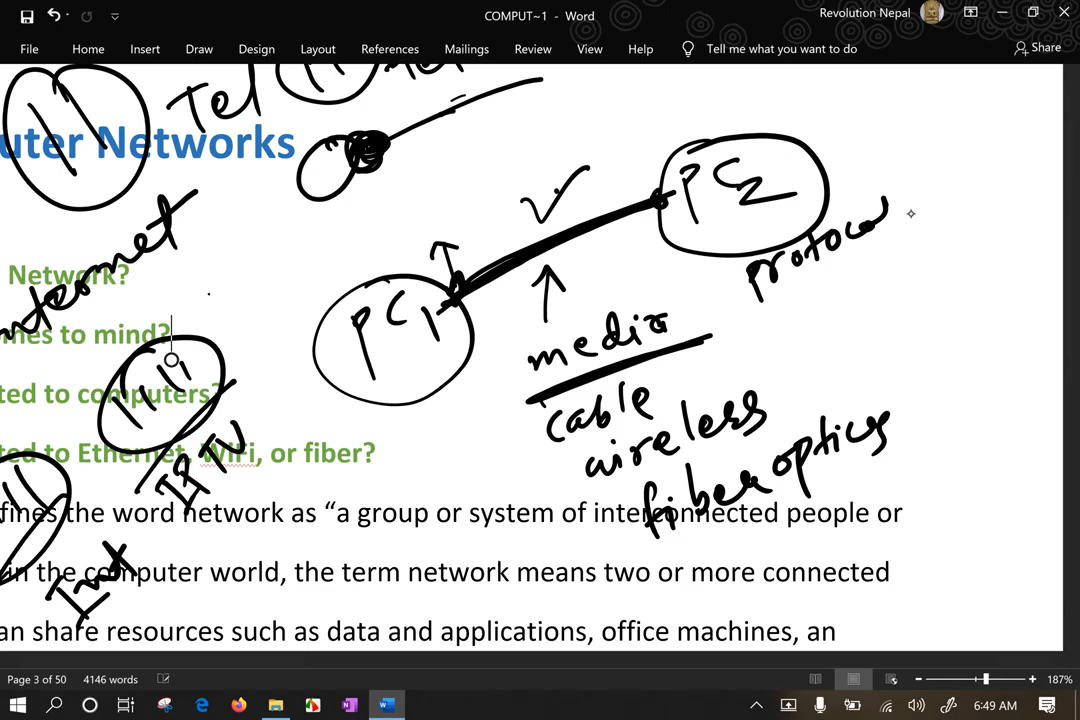 COMPUT~1 - Word
Revolution Nepal
File Home Insert Draw Design Layout References Mailings Review View Help Tell me what you want to do Share
Tel
uter Networks
PC2
protocol
internet
Network?
PC1
media
mes to mind?
cable
ted to computers?
wireless
IPTV
ted to Ethernet, WiFi, or fiber?
fiber optics
fines the word network as “a group or system of interconnected people or
Int
in the computer world, the term network means two or more connected
an share resources such as data and applications, office machines, an
Page 3 of 50 4146 words 187%
6:49 AM